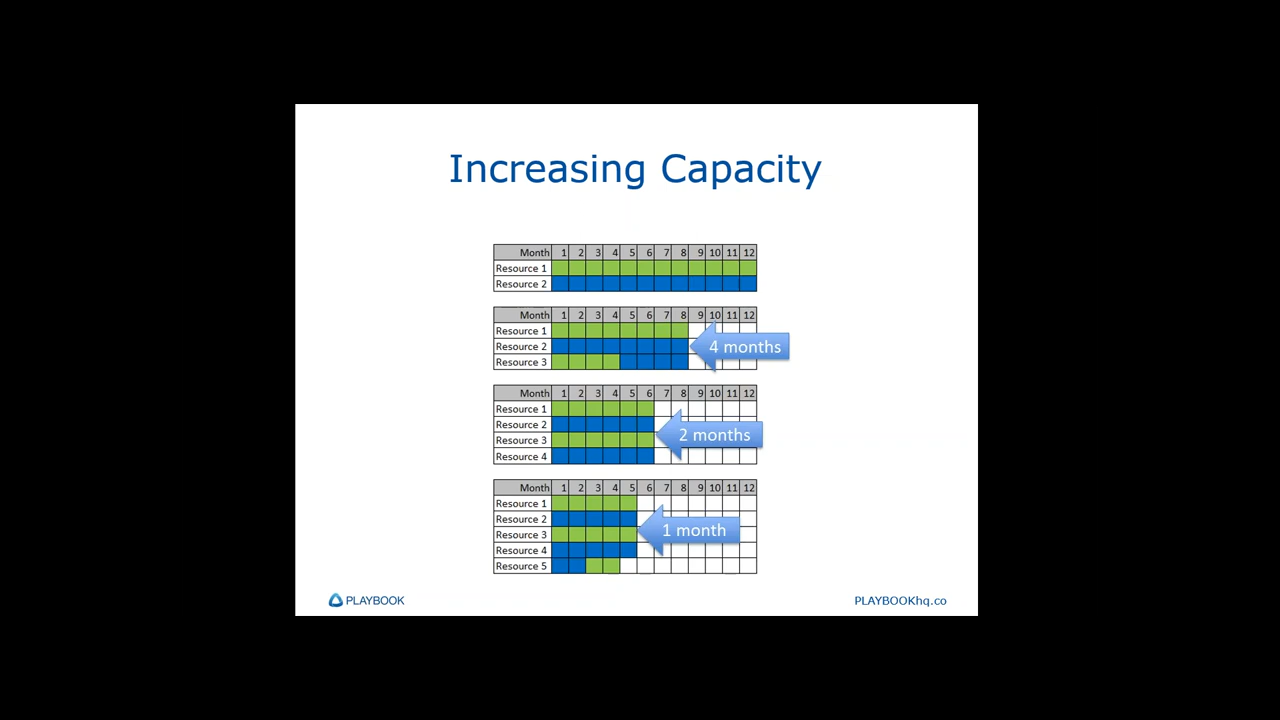 Increasing Capacity
Month 1 2 3 4 5 6 7 8 9 10 11 12
Resource 1
Resource 2
Month 1 2 3 4 5 6 7 8 9 10 11 12
Resource 1
Resource 2
4 months
Resource 3
Month 1 2 3 4 5 6 7 8 9 10 11 12
Resource 1
Resource 2
2 months
Resource 3
Resource 4
Month 1 2 3 4 5 6 7 8 9 10 11 12
Resource 1
Resource 2
1 month
Resource 3
Resource 4
Resource 5
PLAYBOOK
PLAYBOOKhq.co